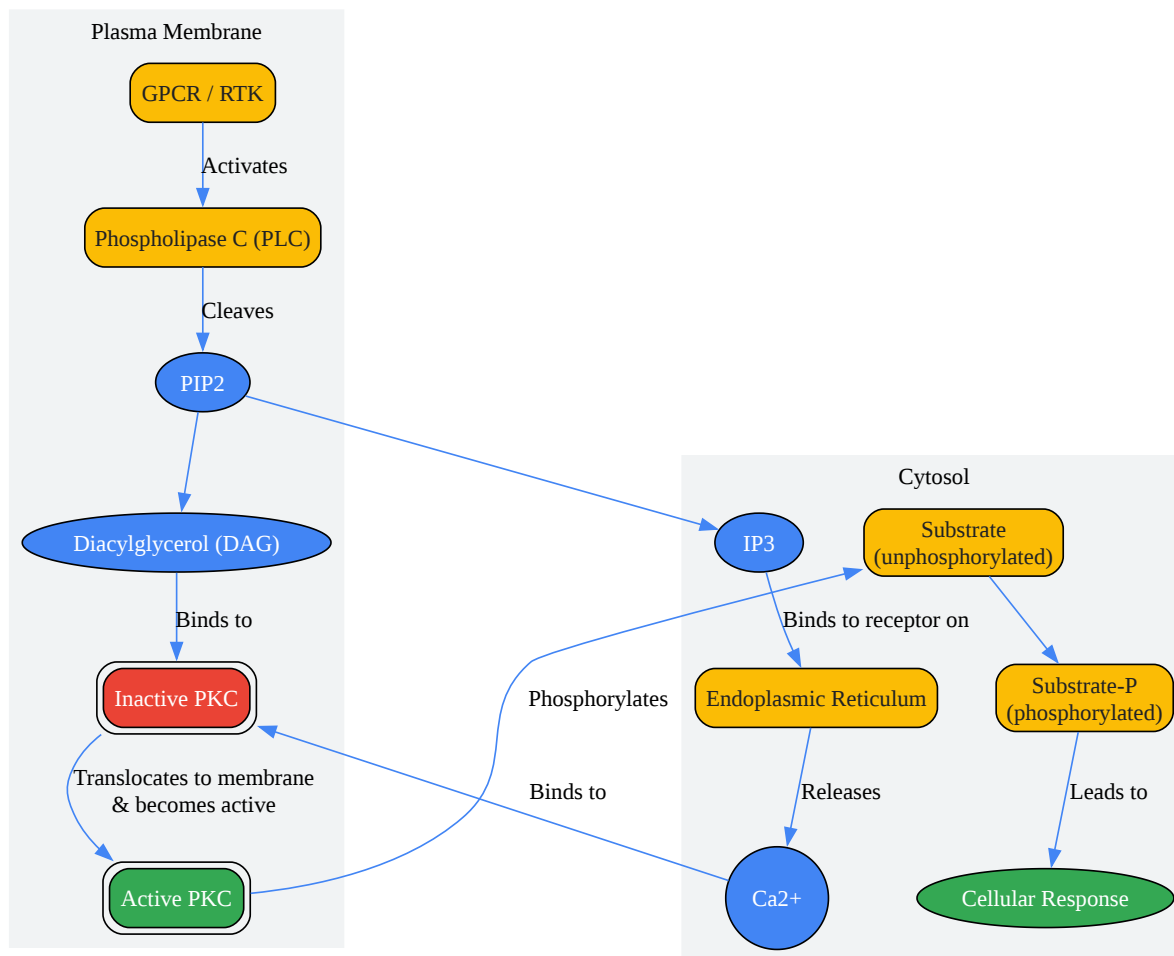 Plasma Membrane
GPCR / RTK
Activates
Phospholipase C (PLC)
Cleaves
PIP2
Diacylglycerol (DAG)
Binds to
Inactive PKC
Translocates to membrane
& becomes active
Active PKC
Phosphorylates
Binds to
Cytosol
IP3
Substrate
(unphosphorylated)
Binds to receptor on
Endoplasmic Reticulum
Substrate-P
(phosphorylated)
Releases
Leads to
Ca2+
Cellular Response